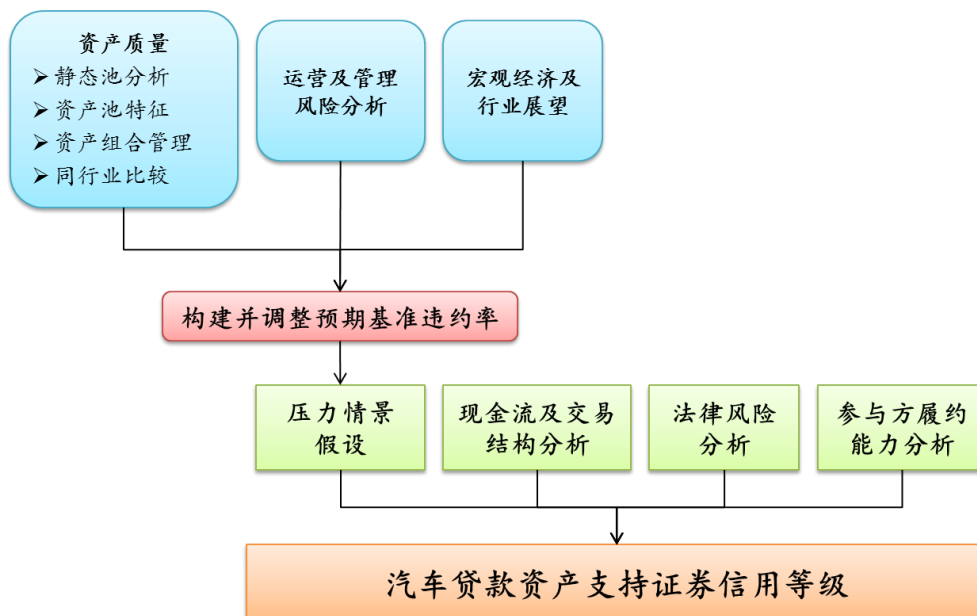 资产质量
静态池分析
资产池特征
资产组合管理
同行业比较
运营及管理
风险分析
宏观经济及
行业展望
构建并调整预期基准违约率
压力情景
假设
现金流及交易
结构分析
法律风险
分析
参与方履约
能力分析
汽车贷款资产支持证券信用等级